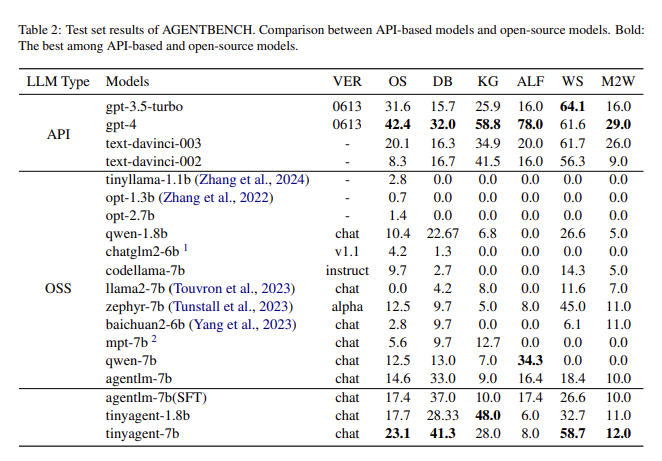 Table 2: Test set results of AGENTBENCH. Comparison between API-based models and open-source models. Bold:
The best among API-based and open-source models.
LLM Type Models VER OS DB KG ALF WS M2W
gpt-3.5-turbo 0613 31.6 15.7 25.9 16.0 64.1 16.0
API
gpt-4 0613 42.4 32.0 58.8 78.0 61.6 29.0
text-davinci-003 - 20.1 16.3 34.9 20.0 61.7 26.0
text-davinci-002 - 8.3 16.7 41.5 16.0 56.3 9.0
tinyllama-1.1b (Zhang et al., 2024) - 2.8 0.0 0.0 0.0 0.0 0.0
opt-1.3b (Zhang et al., 2022) - 0.7 0.0 0.0 0.0 0.0 0.0
opt-2.7b - 1.4 0.0 0.0 0.0 0.0 0.0
qwen-1.8b chat 10.4 22.67 6.8 0.0 26.6 5.0
chatglm2-6b 1 v1.1 4.2 1.3 0.0 0.0 0.0 0.0
codellama-7b instruct 9.7 2.7 0.0 0.0 14.3 5.0
OSS llama2-7b (Touvron et al., 2023) chat 0.0 4.2 8.0 0.0 11.6 7.0
zephyr-7b (Tunstall et al., 2023) alpha 12.5 9.7 5.0 8.0 45.0 11.0
baichuan2-6b (Yang et al., 2023) chat 2.8 9.7 0.0 0.0 6.1 11.0
mpt-7b 2 chat 5.6 9.7 12.7 0.0 0.0 0.0
qwen-7b chat 12.5 13.0 7.0 34.3 0.0 0.0
agentlm-7b chat 14.6 33.0 9.0 16.4 18.4 10.0
agentlm-7b(SFT) chat 17.4 37.0 10.0 17.4 26.6 10.0
tinyagent-1.8b chat 17.7 28.33 48.0 6.0 32.7 11.0
tinyagent-7b chat 23.1 41.3 28.0 8.0 58.7 12.0